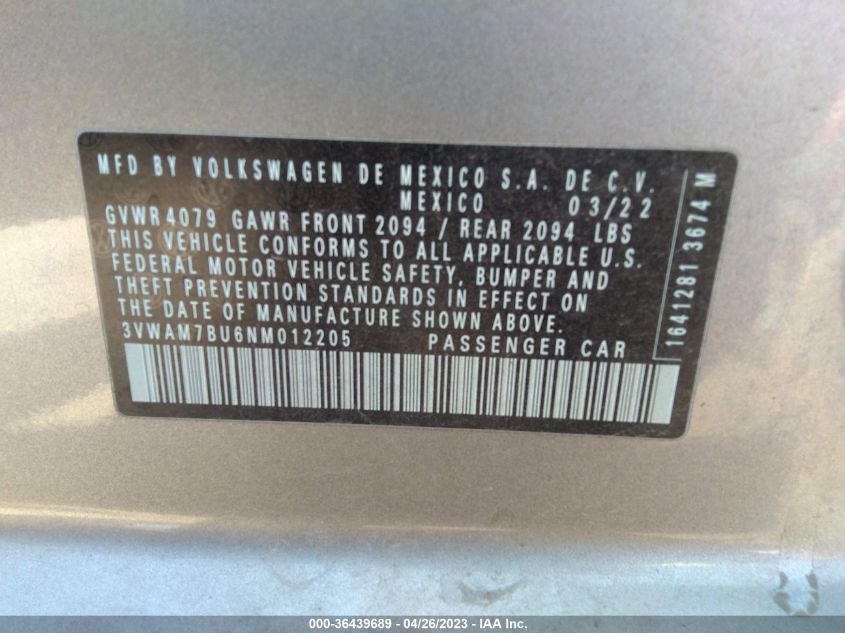 MFD BY VOLKSWAGEN DE MEXICO S.A. DE C.V.
MEXICO 03/22
GVWR 4079 GAWR FRONT 2094 / REAR 2094 LBS
THIS VEHICLE CONFORMS TO ALL APPLICABLE U.S.
FEDERAL MOTOR VEHICLE SAFETY, BUMPER AND
THEFT PREVENTION STANDARDS IN EFFECT ON
THE DATE OF MANUFACTURE SHOWN ABOVE.
3VWAM7BU6NM012205 PASSENGER CAR
1641281 3674 M
000-36439689 - 04/26/2023 - IAA Inc.